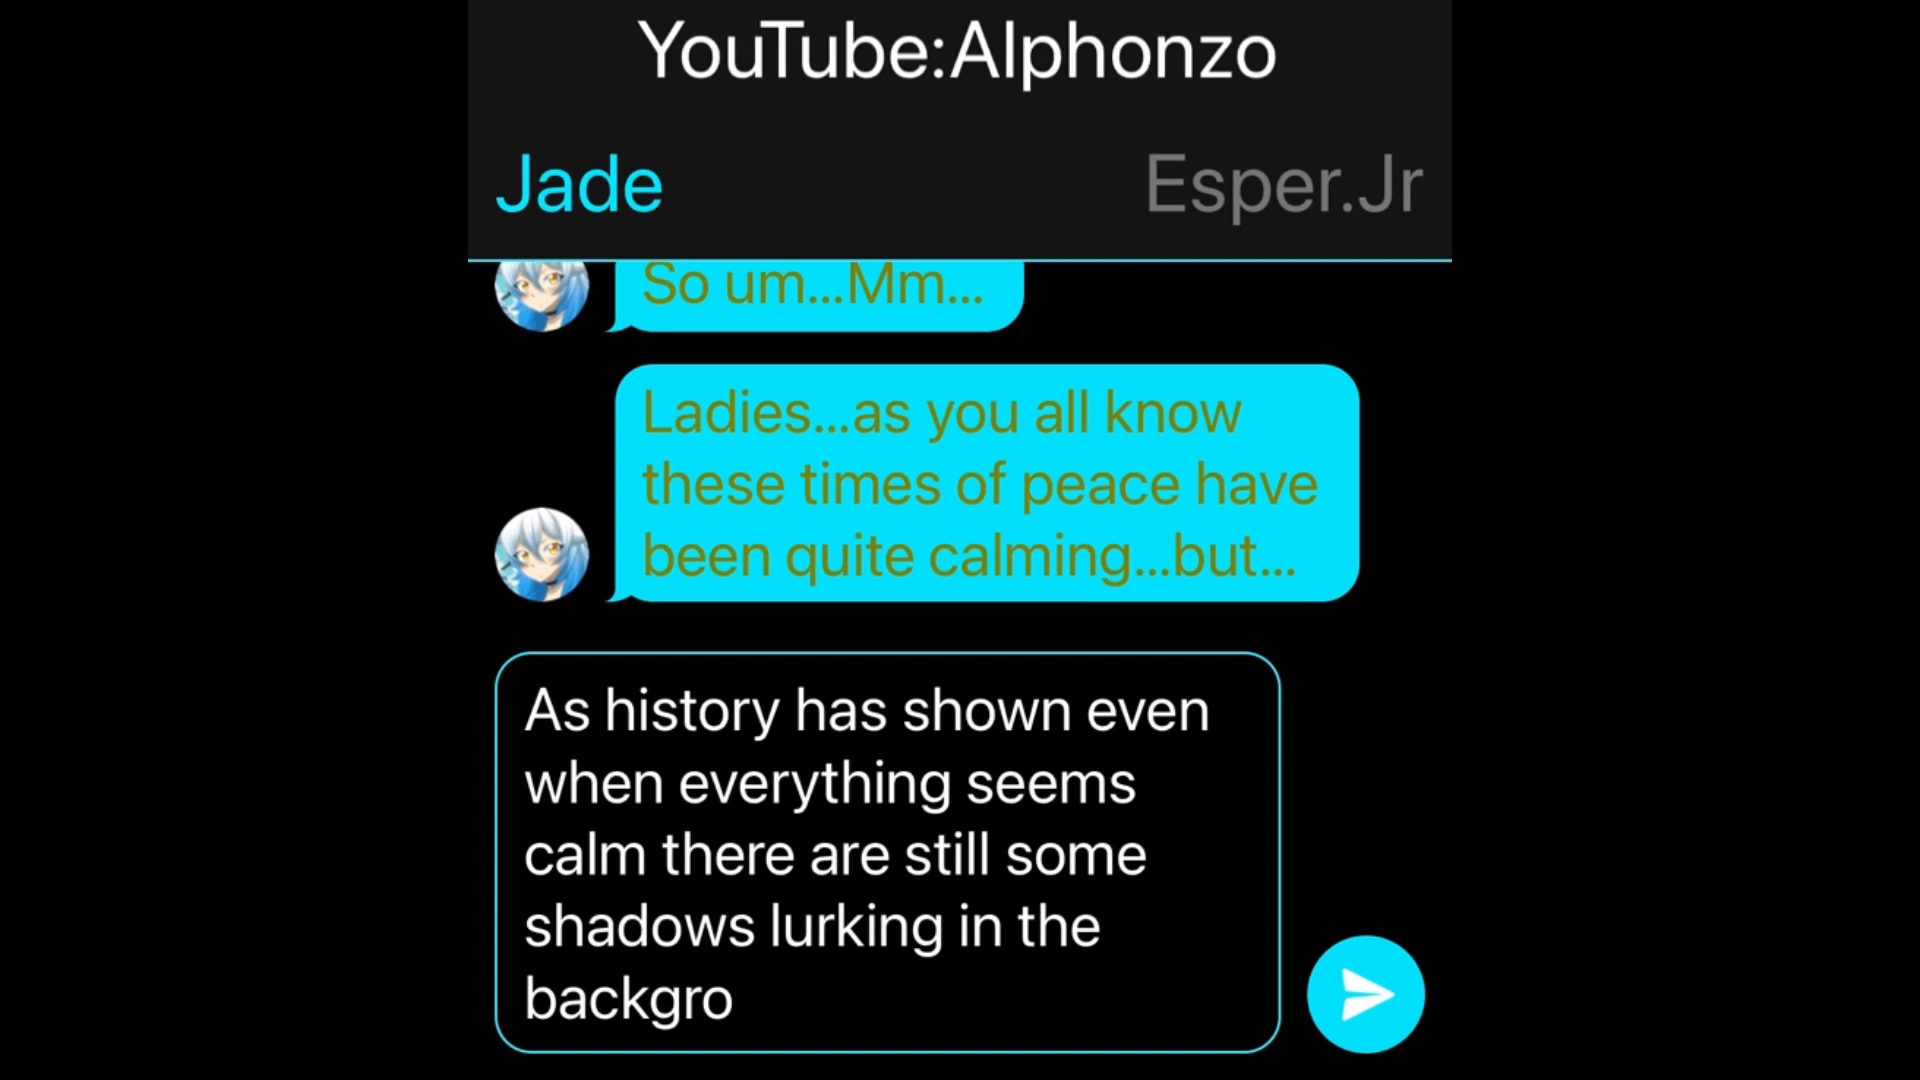 YouTube:Alphonzo
Jade
Esper.Jr
So um...Mm...
Ladies...as you all know
these times of peace have
been quite calming...but...
As history has shown even
when everything seems
calm there are still some
shadows lurking in the
backgro